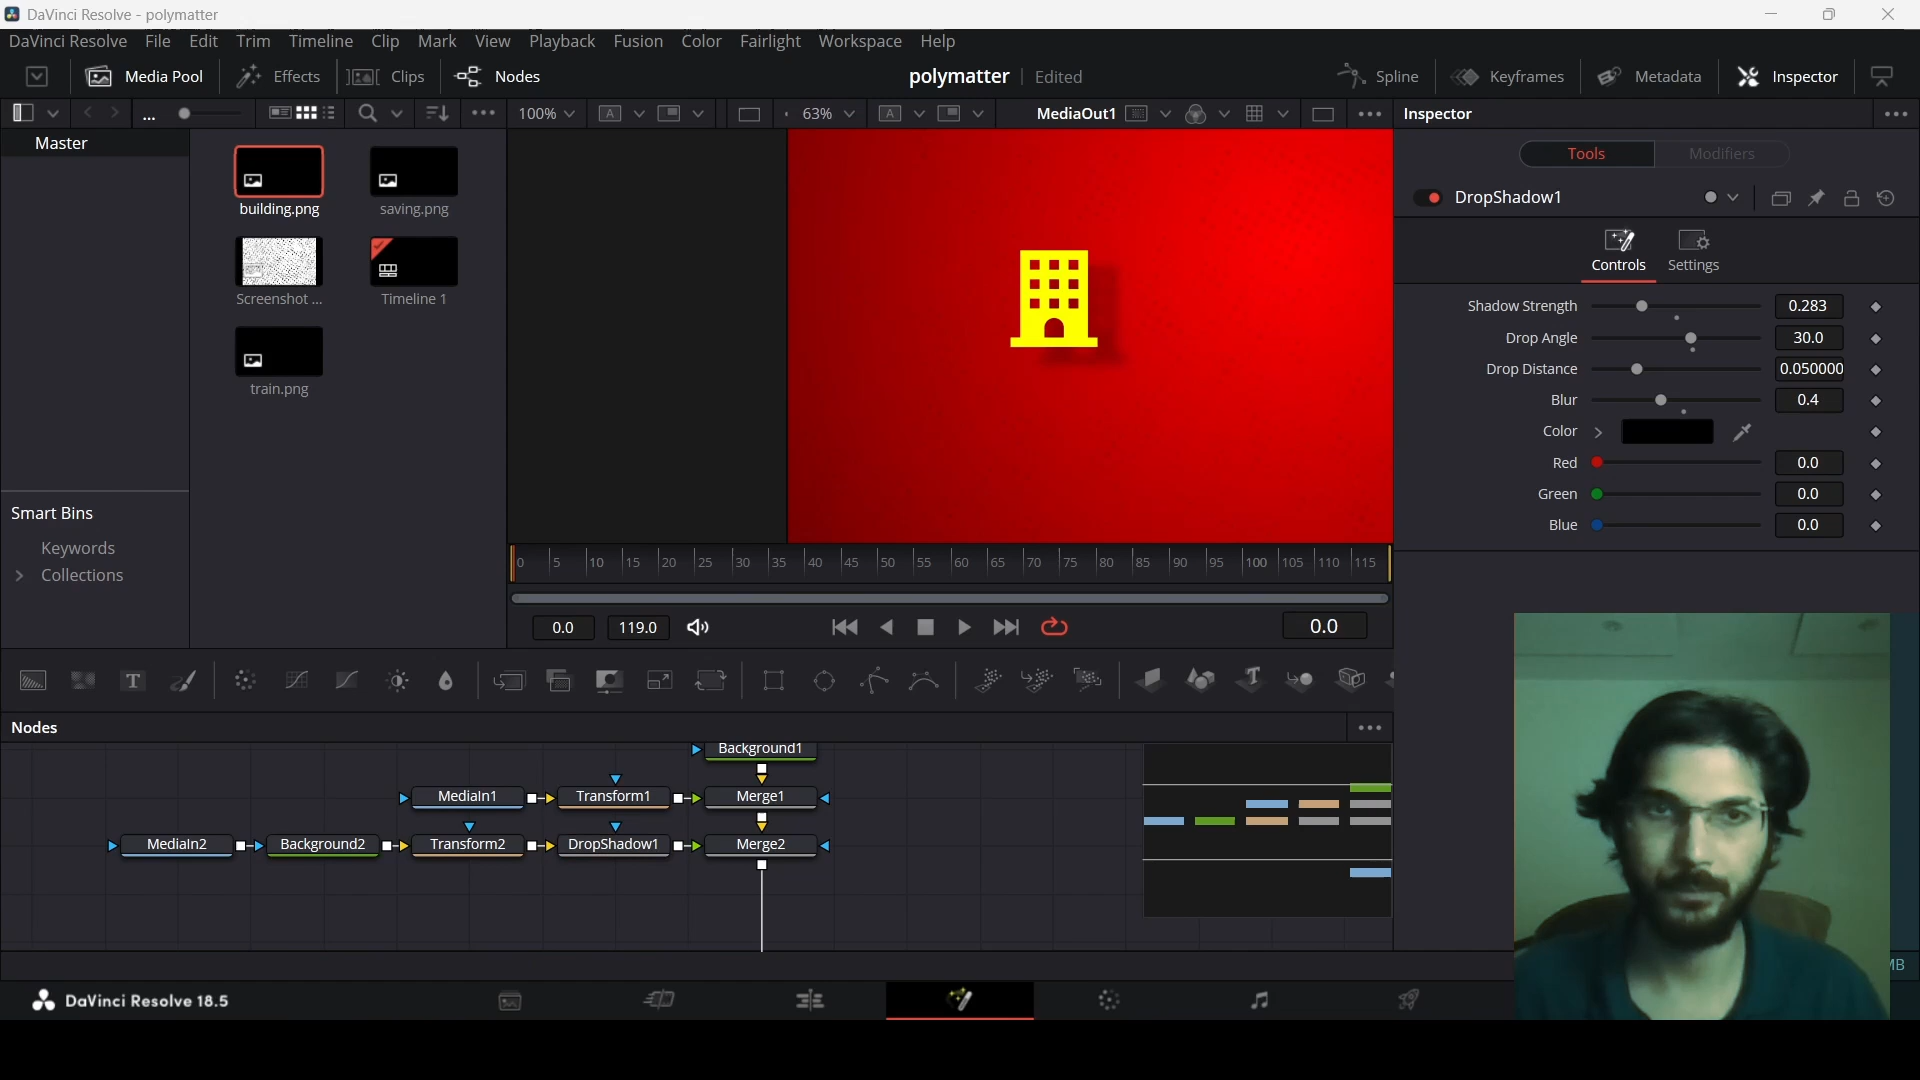 DaVinci Resolve - polymatter
DaVinci Resolve File Edit Trim Timeline Clip Mark View Playback Fusion Color Fairlight Workspace Help
Media Pool Effects Clips Nodes polymatter Edited Spline Keyframes Metadata Inspector
... 100% A 63% A MediaOut1 Inspector
Master
building.png saving.png
Screenshot ... Timeline 1
train.png
Smart Bins
Keywords
Collections
Tools Modifiers
DropShadow1
Controls Settings
Shadow Strength 0.283
Drop Angle 30.0
Drop Distance 0.050000
Blur 0.4
Color
Red 0.0
Green 0.0
Blue 0.0
0 5 10 15 20 25 30 35 40 45 50 55 60 65 70 75 80 85 90 95 100 105 110 115
0.0 119.0 0.0
T T
Nodes
Background1
MediaIn1 Transform1 Merge1
MediaIn2 Background2 Transform2 DropShadow1 Merge2
MB
DaVinci Resolve 18.5